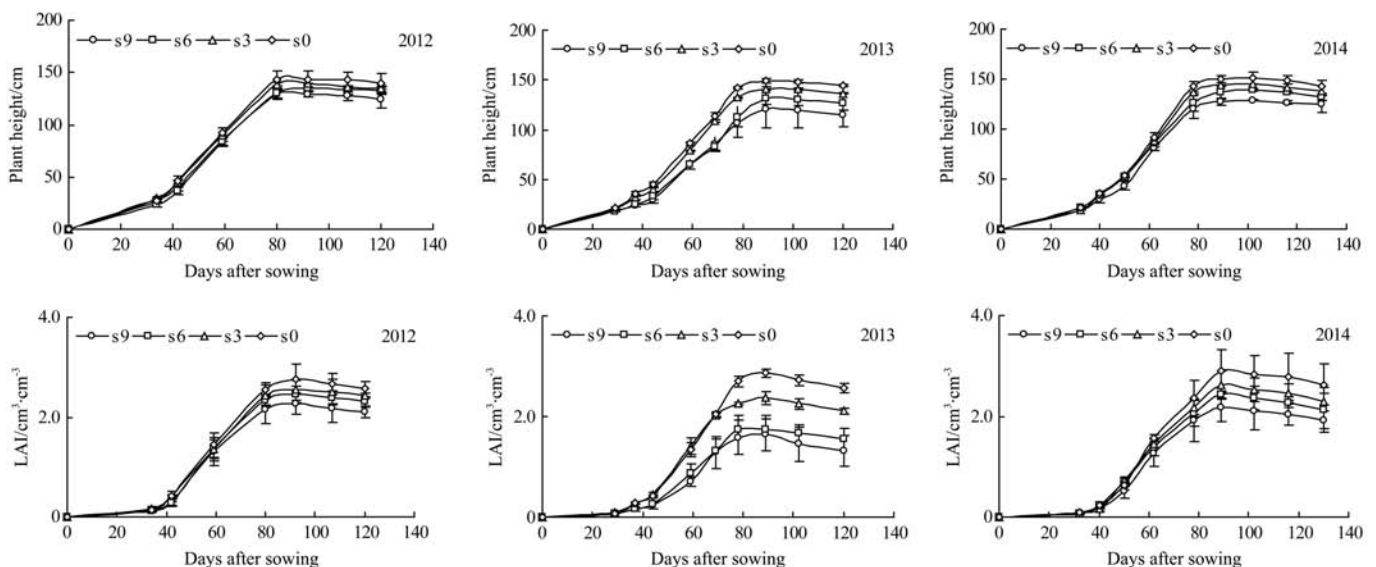 200
150
100
50
0
Plant height/cm
s9 s6 s3 s0 2012
0 20 40 60 80 100 120 140
Days after sowing
200
150
100
50
0
Plant height/cm
s9 s6 s3 s0 2013
0 20 40 60 80 100 120 140
Days after sowing
200
150
100
50
0
Plant height/cm
s9 s6 s3 s0 2014
0 20 40 60 80 100 120 140
Days after sowing
4.0
2.0
0
LAI/cm³·cm⁻³
s9 s6 s3 s0 2012
0 20 40 60 80 100 120 140
Days after sowing
4.0
2.0
0
LAI/cm³·cm⁻³
s9 s6 s3 s0 2013
0 20 40 60 80 100 120 140
Days after sowing
4.0
2.0
0
LAI/cm³·cm⁻³
s9 s6 s3 s0 2014
0 20 40 60 80 100 120 140
Days after sowing